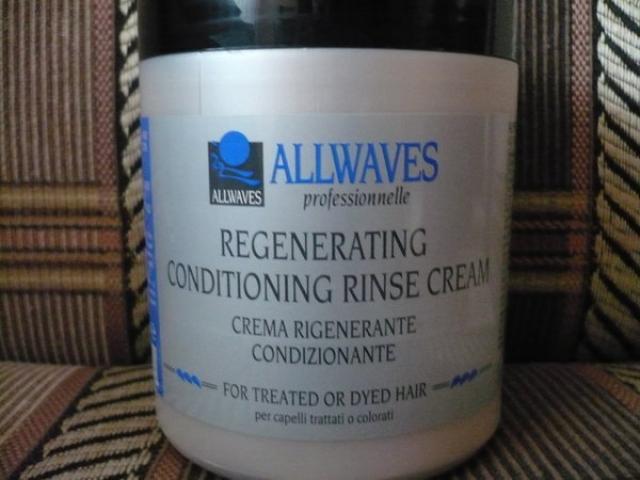 ALLWAVES
ALLWAVES
professionnelle
REGENERATING
CONDITIONING RINSE CREAM
CREMA RIGENERANTE
CONDIZIONANTE
FOR TREATED OR DYED HAIR
per capelli trattati o colorati